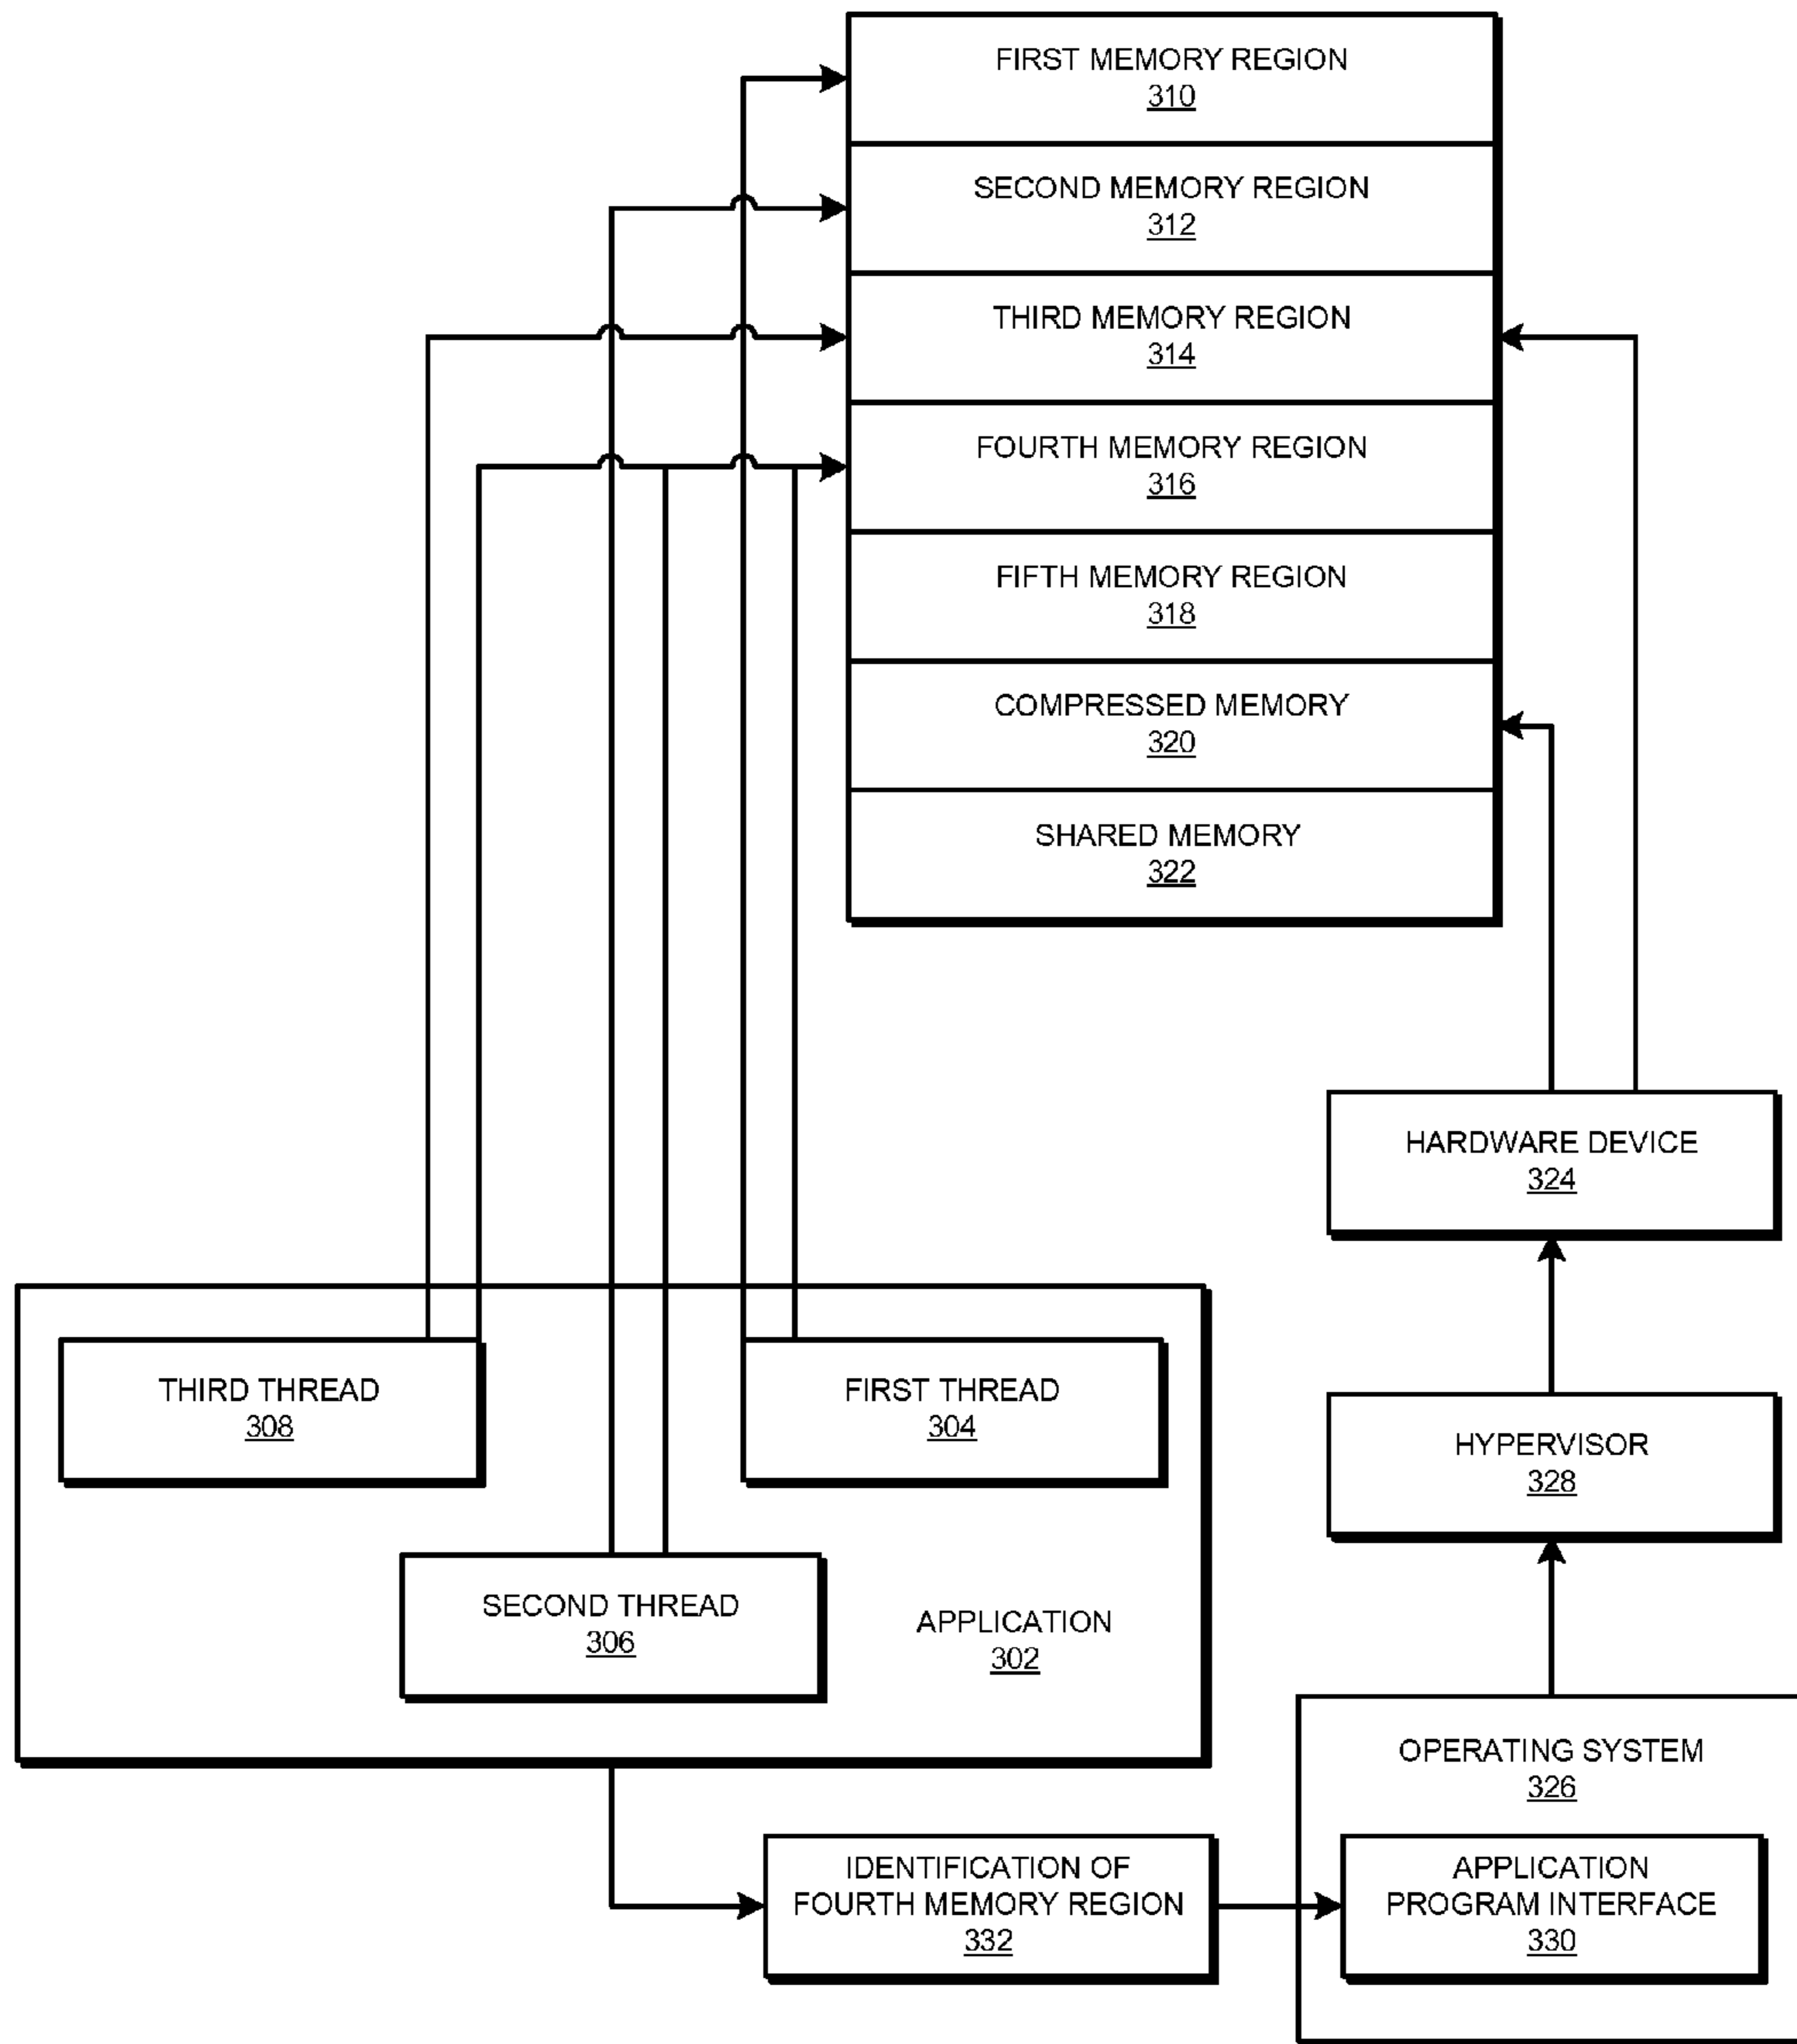 FIRST MEMORY REGION
310
SECOND MEMORY REGION
312
THIRD MEMORY REGION
314
FOURTH MEMORY REGION
316
FIFTH MEMORY REGION
318
COMPRESSED MEMORY
320
SHARED MEMORY
322
HARDWARE DEVICE
324
THIRD THREAD
308
FIRST THREAD
304
HYPERVISOR
328
SECOND THREAD
306
APPLICATION
302
OPERATING SYSTEM
326
IDENTIFICATION OF
FOURTH MEMORY REGION
332
APPLICATION
PROGRAM INTERFACE
330